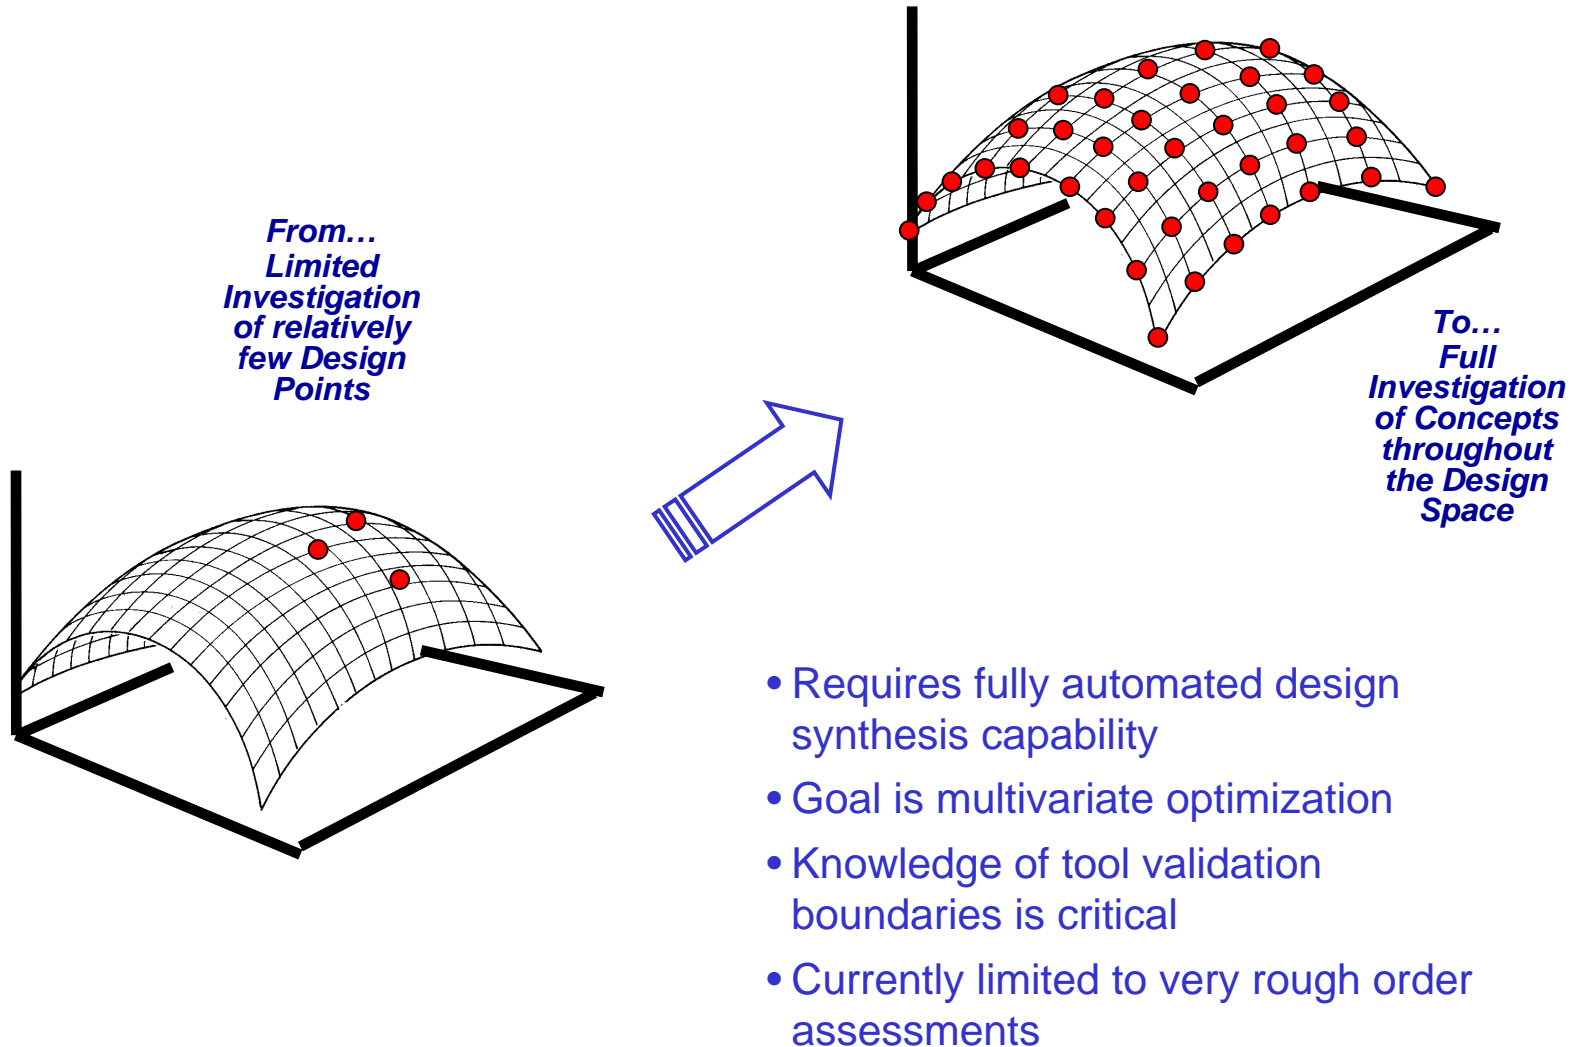 From…
Limited
Investigation
of relatively
few Design
Points
To…
Full
Investigation
of Concepts
throughout
the Design
Space
• Requires fully automated design
synthesis capability
• Goal is multivariate optimization
• Knowledge of tool validation
boundaries is critical
• Currently limited to very rough order
assessments